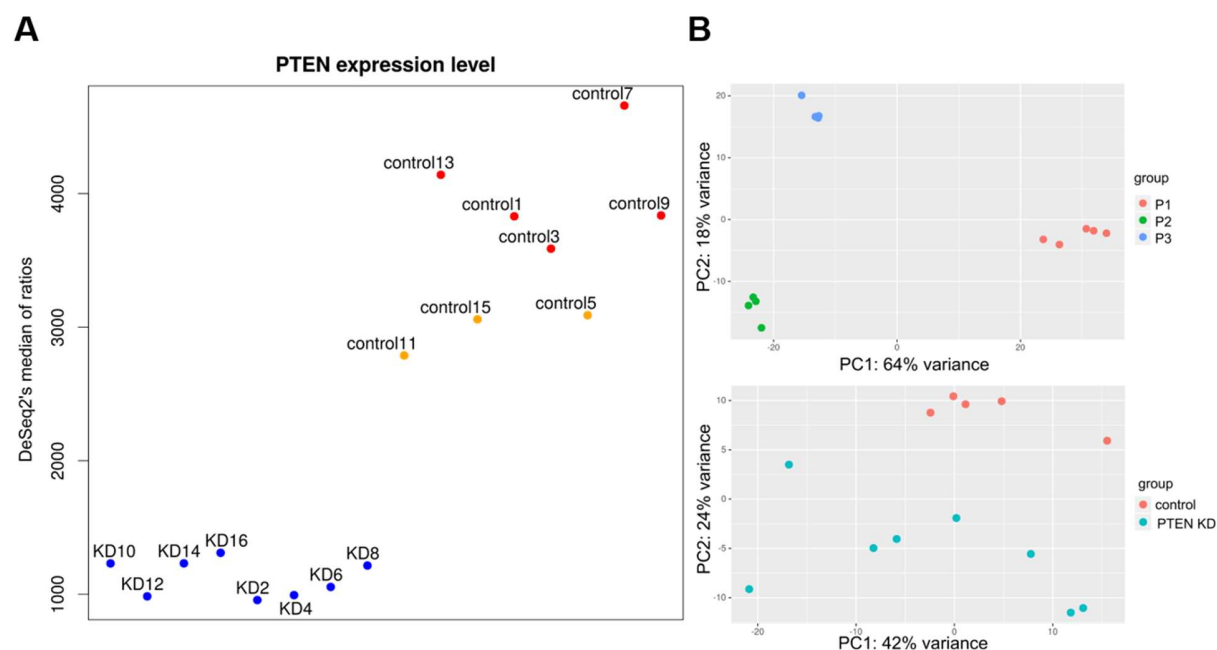 A
PTEN expression level
DeSeq2's median of ratios
4000
3000
2000
1000
control7
control13
control1
control9
control3
control15
control5
control11
KD10
KD12
KD14
KD16
KD2
KD4
KD6
KD8
B
PC2: 18% variance
20
10
0
-10
-20
0
20
PC1: 64% variance
group
P1
P2
P3
PC2: 24% variance
10
5
0
-5
-10
-20
-10
0
10
PC1: 42% variance
group
control
PTEN KD